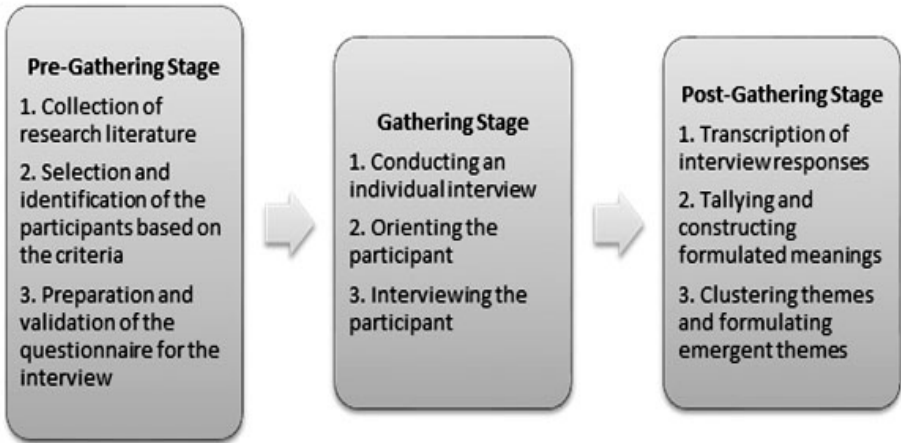 Pre-Gathering Stage
1. Collection of
research literature
2. Selection and
identification of the
participants based on
the criteria
3. Preparation and
validation of the
questionnaire for the
interview
Gathering Stage
1. Conducting an
individual interview
2. Orienting the
participant
3. Interviewing the
participant
Post-Gathering Stage
1. Transcription of
interview responses
2. Tallying and
constructing
formulated meanings
3. Clustering themes
and formulating
emergent themes